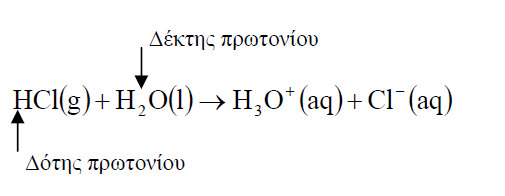 Δέκτης πρωτονίου
HCl(g) + H₂O(l) → H₃O⁺(aq) + Cl⁻(aq)
Δότης πρωτονίου